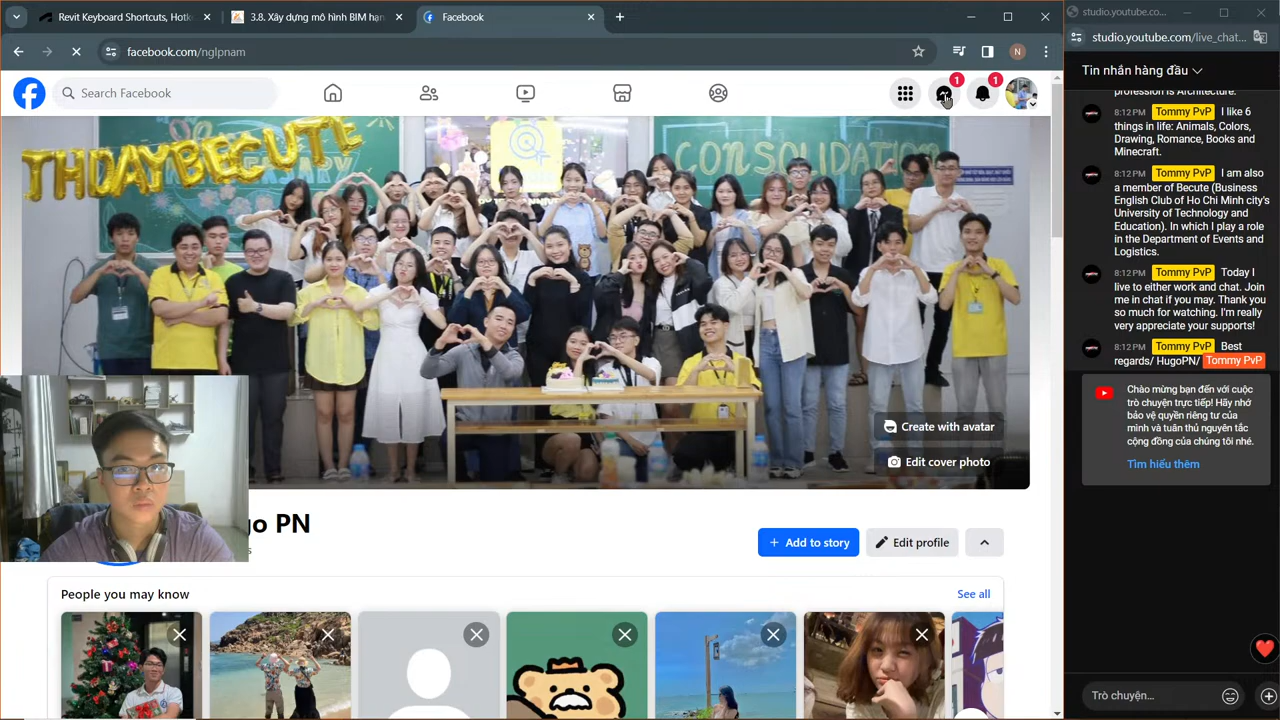 Revit Keyboard Shortcuts, Hotk
3.8. Xây dựng mô hình BIM hạn
Facebook
studio.youtube.co...
facebook.com/nglpnam
N
studio.youtube.com/live_chat...
Search Facebook
1
1
Tin nhắn hàng đầu
profession is Architecture.
8:12 PM Tommy PvP I like 6
things in life: Animals, Colors,
Drawing, Romance, Books and
Minecraft.
8:12 PM Tommy PvP I am also
a member of Becute (Business
English Club of Ho Chi Minh city's
University of Technology and
Education). In which I play a role
in the Department of Events and
Logistics.
8:12 PM Tommy PvP Today I
live to either work and chat. Join
me in chat if you may. Thank you
so much for watching. I'm really
very appreciate your supports!
8:12 PM Tommy PvP Best
regards/ HugoPN/ Tommy PvP
Chào mừng bạn đến với cuộc
trò chuyện trực tiếp! Hãy nhớ
bảo vệ quyền riêng tư của
mình và tuân thủ nguyên tắc
cộng đồng của chúng tôi nhé.
Tìm hiểu thêm
Trò chuyện...
THDAYBECUTE
CONSOLIDATION
Create with avatar
Edit cover photo
go PN
Add to story
Edit profile
People you may know
See all